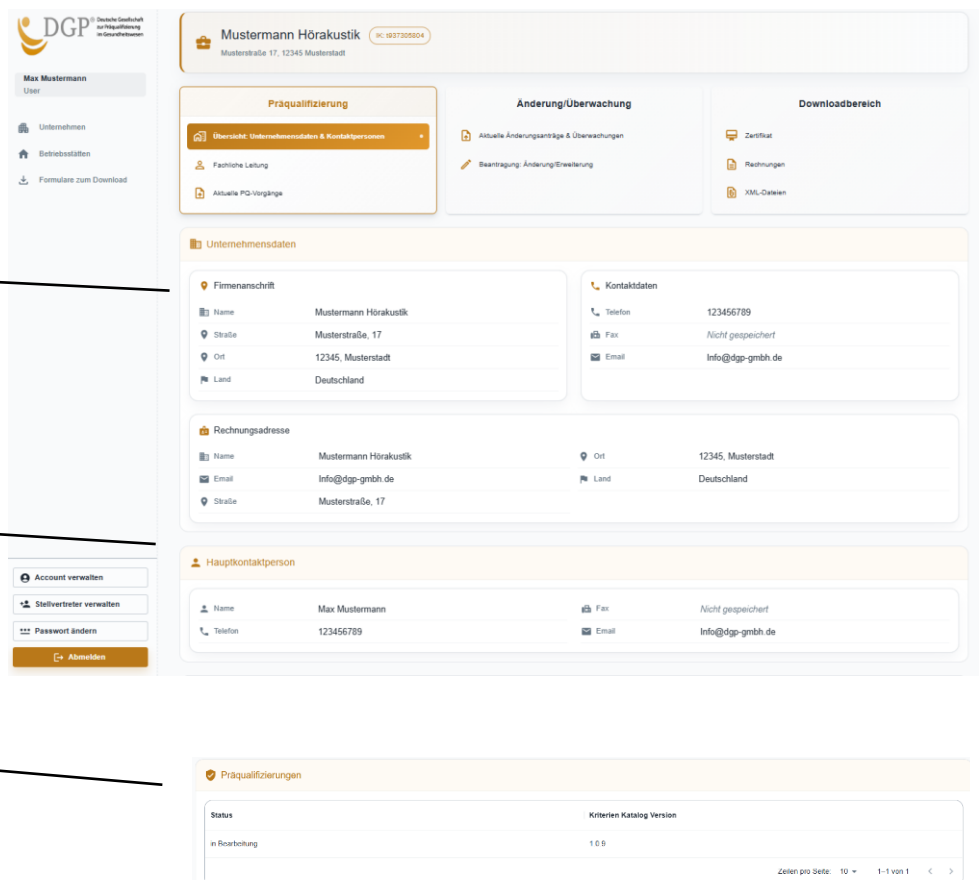 DGP® Deutsche Gesellschaft
zur Präqualifizierung
im Gesundheitswesen
Max Mustermann
User
Unternehmen
Betriebsstätten
Formulare zum Download
Mustermann Hörakustik
IK: 1937305804
Musterstraße 17, 12345 Musterstadt
Präqualifizierung
Übersicht: Unternehmensdaten & Kontaktpersonen
Fachliche Leitung
Aktuelle PQ-Vorgänge
Änderung/Überwachung
Aktuelle Änderungsanträge & Überwachungen
Beantragung: Änderung/Erweiterung
Downloadbereich
Zertifikat
Rechnungen
XML-Dateien
Unternehmensdaten
Firmenanschrift
Name Mustermann Hörakustik
Straße Musterstraße, 17
Ort 12345, Musterstadt
Land Deutschland
Kontaktdaten
Telefon 123456789
Fax Nicht gespeichert
Email Info@dgp-gmbh.de
Rechnungsadresse
Name Mustermann Hörakustik
Email Info@dgp-gmbh.de
Straße Musterstraße, 17
Ort 12345, Musterstadt
Land Deutschland
Hauptkontaktperson
Name Max Mustermann
Telefon 123456789
Fax Nicht gespeichert
Email Info@dgp-gmbh.de
Account verwalten
Stellvertreter verwalten
Passwort ändern
Abmelden
Präqualifizierungen
Status Kriterien Katalog Version
in Bearbeitung 1.0.9
Zeilen pro Seite: 10 1–1 von 1